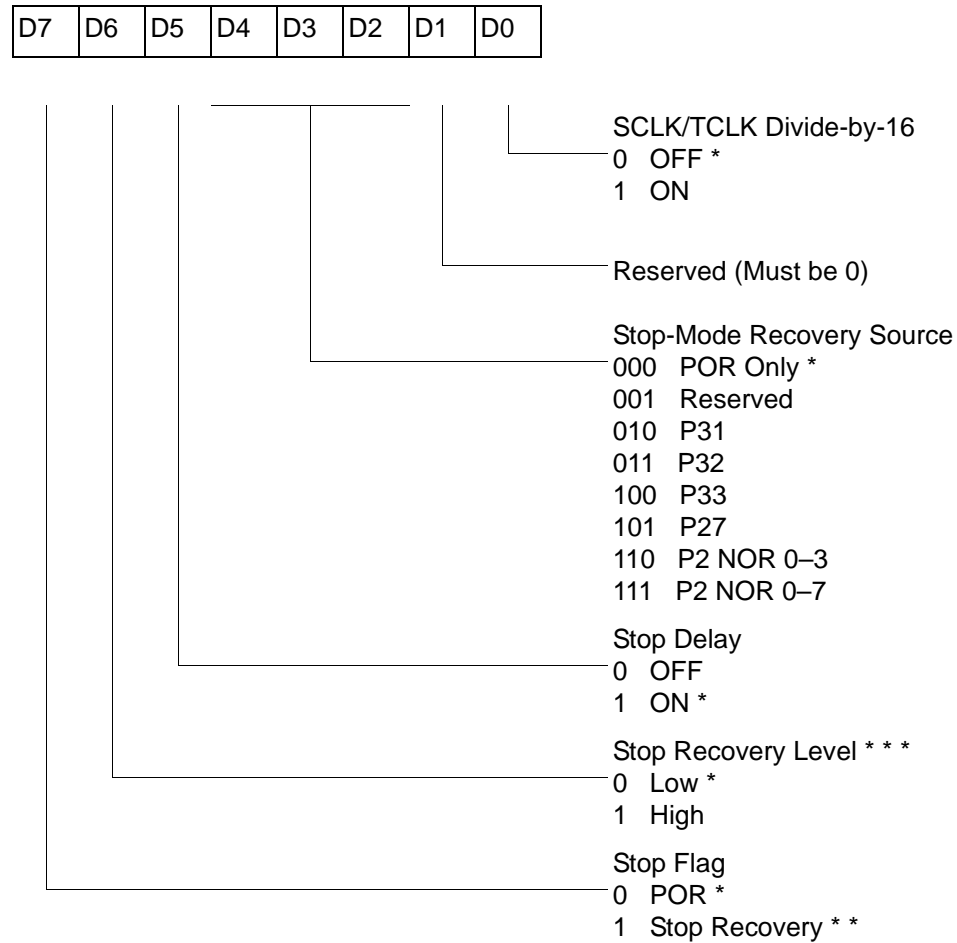 D7 D6 D5 D4 D3 D2 D1 D0
SCLK/TCLK Divide-by-16
0 OFF *
1 ON
Reserved (Must be 0)
Stop-Mode Recovery Source
000 POR Only *
001 Reserved
010 P31
011 P32
100 P33
101 P27
110 P2 NOR 0–3
111 P2 NOR 0–7
Stop Delay
0 OFF
1 ON *
Stop Recovery Level * * *
0 Low *
1 High
Stop Flag
0 POR *
1 Stop Recovery * *